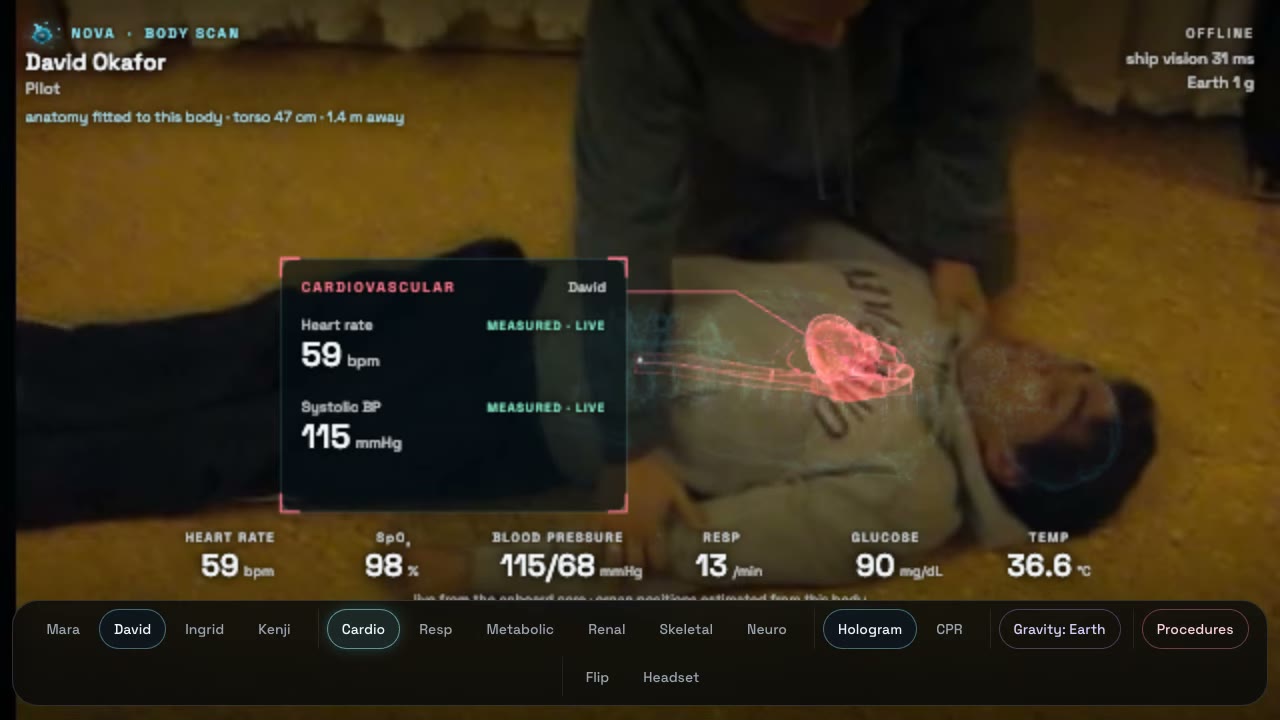 NOVA · BODY SCAN
David Okafor
Pilot
anatomy fitted to this body · torso 47 cm · 1.4 m away
OFFLINE
ship vision 31 ms
Earth 1 g
CARDIOVASCULAR David
Heart rate MEASURED · LIVE
59 bpm
Systolic BP MEASURED · LIVE
115 mmHg
HEART RATE SpO₂ BLOOD PRESSURE RESP GLUCOSE TEMP
59 bpm 98 % 115/68 mmHg 13 /min 90 mg/dL 36.6 °C
live from the onboard core · organ positions estimated from this body
Mara David Ingrid Kenji Cardio Resp Metabolic Renal Skeletal Neuro Hologram CPR Gravity: Earth Procedures
Flip Headset